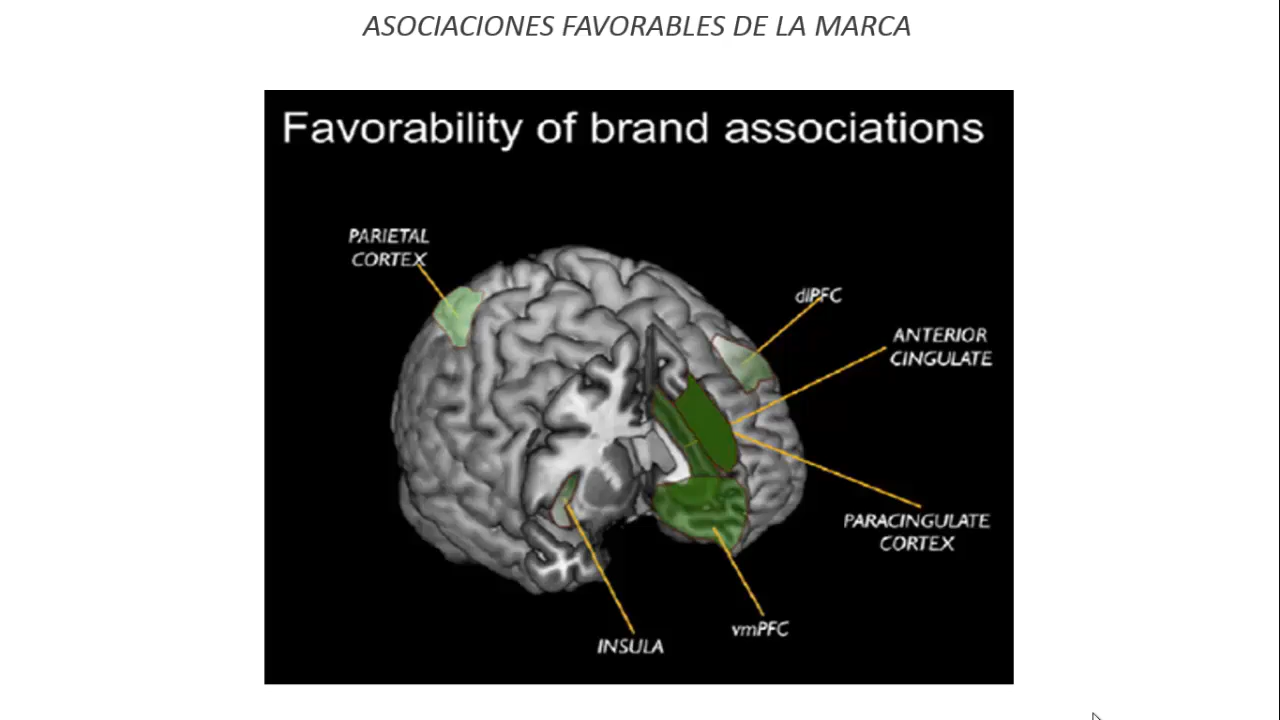 ASOCIACIONES FAVORABLES DE LA MARCA
Favorability of brand associations
PARIETAL
CORTEX
dlPFC
ANTERIOR
CINGULATE
PARACINGULATE
CORTEX
vmPFC
INSULA